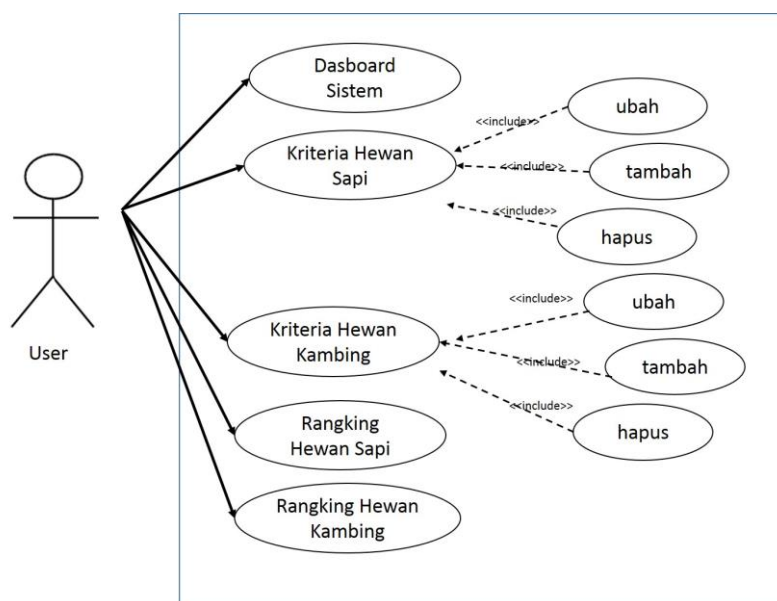 Dasboard
Sistem
ubah
<<include>>
Kriteria Hewan
Sapi
<<include>>
tambah
<<include>>
hapus
User
Kriteria Hewan
Kambing
<<include>>
ubah
<<include>>
tambah
<<include>>
hapus
Rangking
Hewan Sapi
Rangking Hewan
Kambing